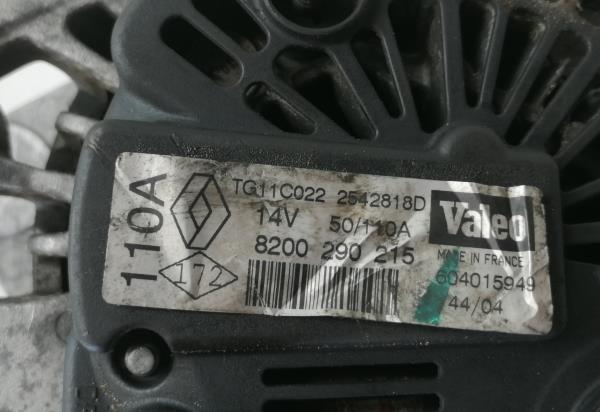 110A
TG11C022 2542818D
14V 50/110A
8200 290 215
172
Valeo
MADE IN FRANCE
604015949
44/04